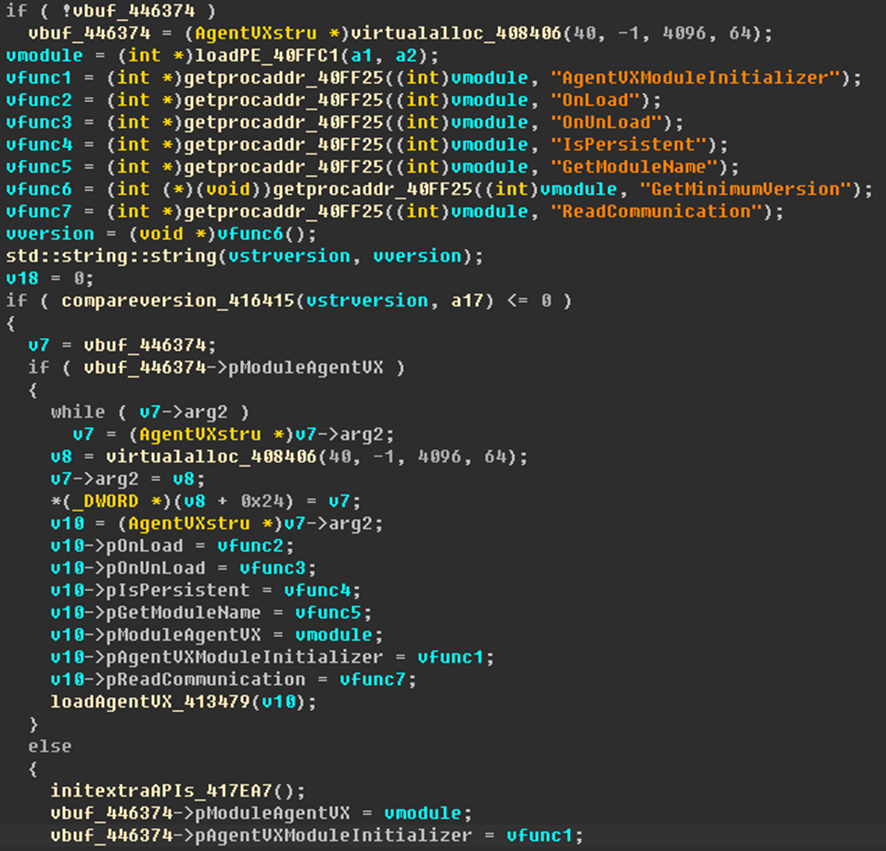 if ( !vbuf_446374 )
  vbuf_446374 = (AgentVXstru *)virtualalloc_408406(40, -1, 4096, 64);
vmodule = (int *)loadPE_40FFC1(a1, a2);
vfunc1 = (int *)getprocaddr_40FF25((int)vmodule, "AgentVXModuleInitializer");
vfunc2 = (int *)getprocaddr_40FF25((int)vmodule, "OnLoad");
vfunc3 = (int *)getprocaddr_40FF25((int)vmodule, "OnUnLoad");
vfunc4 = (int *)getprocaddr_40FF25((int)vmodule, "IsPersistent");
vfunc5 = (int *)getprocaddr_40FF25((int)vmodule, "GetModuleName");
vfunc6 = (int (*)(void))getprocaddr_40FF25((int)vmodule, "GetMinimumVersion");
vfunc7 = (int *)getprocaddr_40FF25((int)vmodule, "ReadCommunication");
vversion = (void *)vfunc6();
std::string::string(vstrversion, vversion);
v18 = 0;
if ( compareversion_416415(vstrversion, a17) <= 0 )
{
  v7 = vbuf_446374;
  if ( vbuf_446374->pModuleAgentVX )
  {
    while ( v7->arg2 )
      v7 = (AgentVXstru *)v7->arg2;
    v8 = virtualalloc_408406(40, -1, 4096, 64);
    v7->arg2 = v8;
    *(_DWORD *)(v8 + 0x24) = v7;
    v10 = (AgentVXstru *)v7->arg2;
    v10->pOnLoad = vfunc2;
    v10->pOnUnLoad = vfunc3;
    v10->pIsPersistent = vfunc4;
    v10->pGetModuleName = vfunc5;
    v10->pModuleAgentVX = vmodule;
    v10->pAgentVXModuleInitializer = vfunc1;
    v10->pReadCommunication = vfunc7;
    loadAgentVX_413479(v10);
  }
  else
  {
    initextraAPIs_417EA7();
    vbuf_446374->pModuleAgentVX = vmodule;
    vbuf_446374->pAgentVXModuleInitializer = vfunc1;